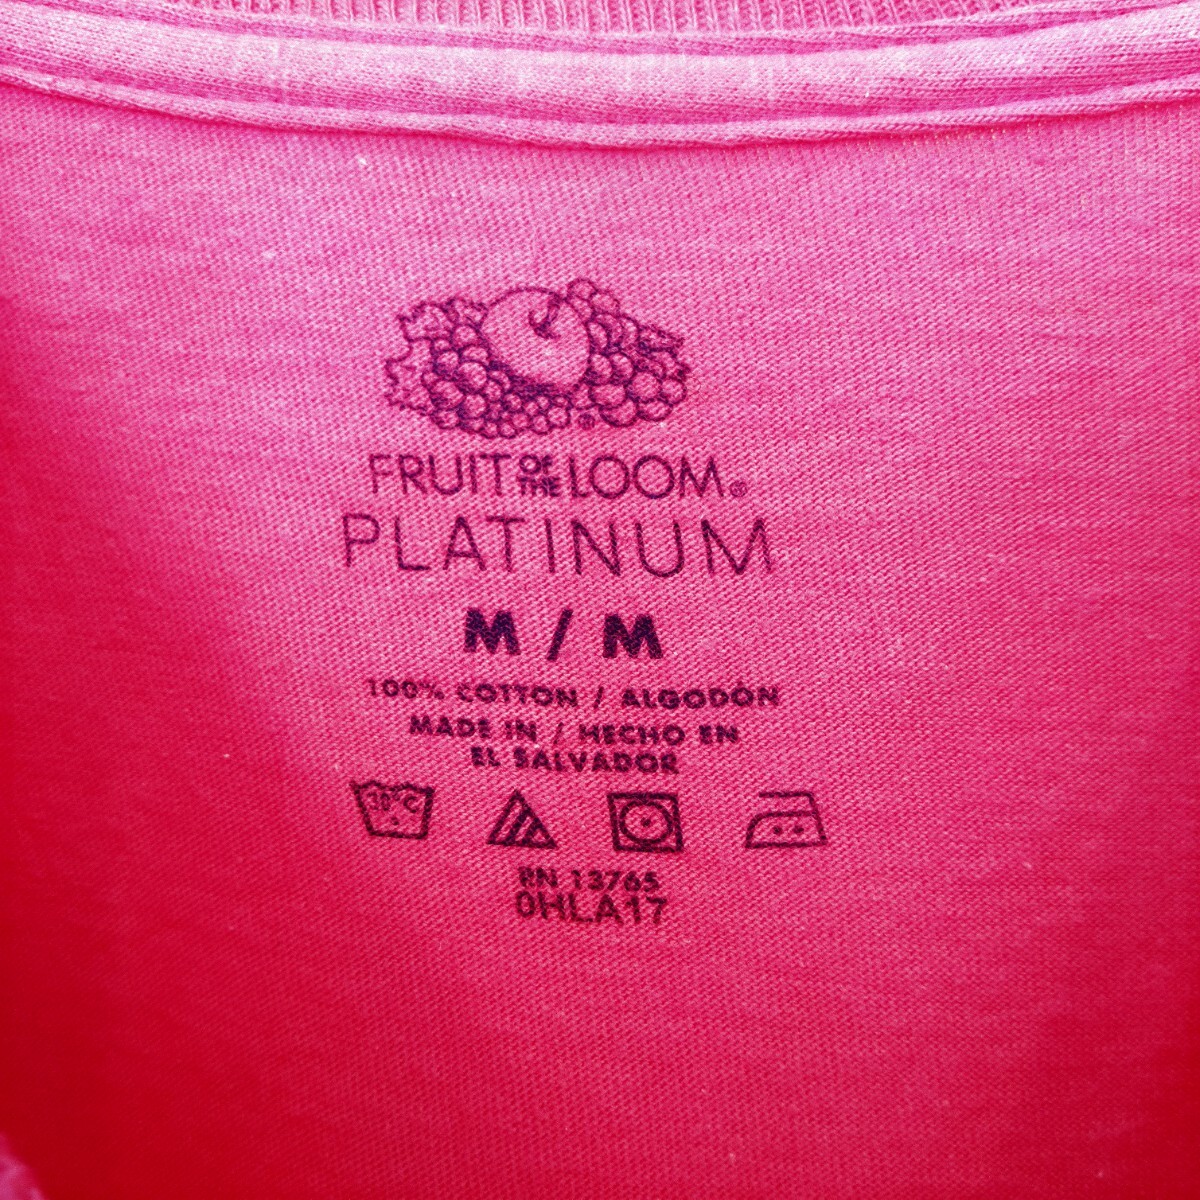 FRUIT OF THE LOOM®
PLATINUM
M / M
100% COTTON / ALGODÓN
MADE IN / HECHO EN
EL SALVADOR
RN 13765
0HLA17